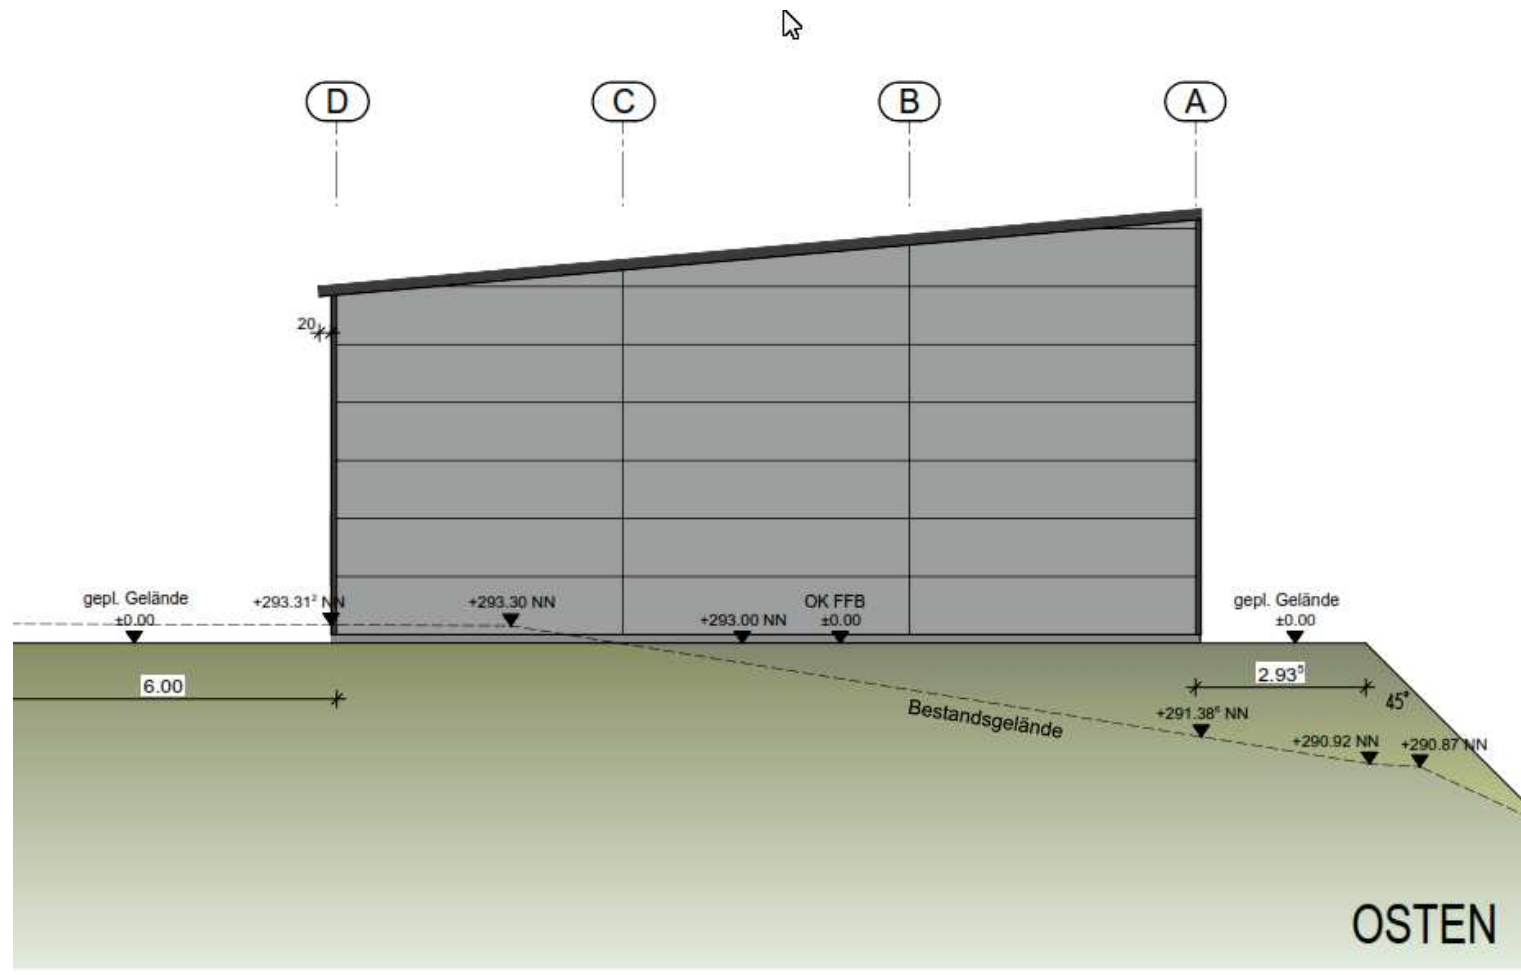 D
C
B
A
20
gepl. Gelände
±0.00
+293.31² NN
+293.30 NN
+293.00 NN
OK FFB
±0.00
gepl. Gelände
±0.00
6.00
2.93⁵
45°
Bestandsgelände
+291.38⁶ NN
+290.92 NN
+290.87 NN
OSTEN